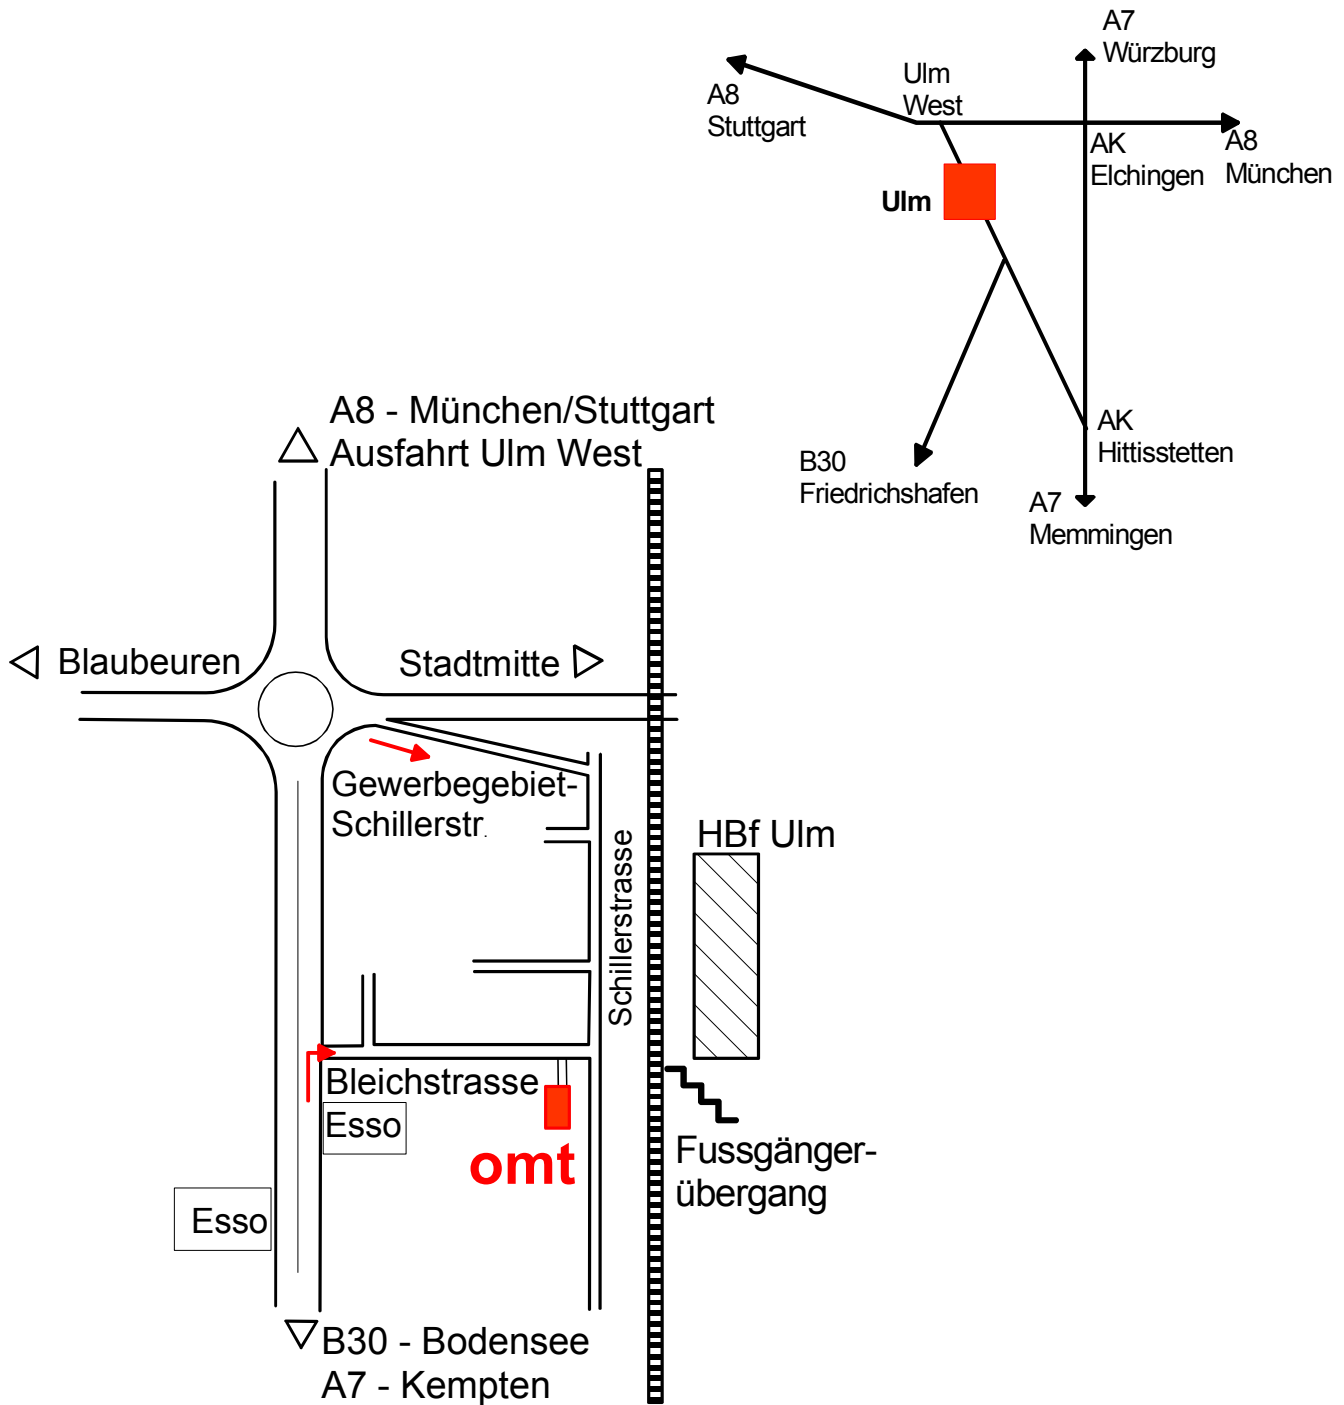 A7
Würzburg
Ulm
West
A8
Stuttgart
AK
Elchingen
A8
München
Ulm
AK
Hittisstetten
B30
Friedrichshafen
A7
Memmingen
A8 - München/Stuttgart
Ausfahrt Ulm West
Blaubeuren
Stadtmitte
Gewerbegebiet-
Schillerstr.
Schillerstrasse
HBf Ulm
Bleichstrasse
Esso
omt
Fussgänger-
übergang
Esso
B30 - Bodensee
A7 - Kempten